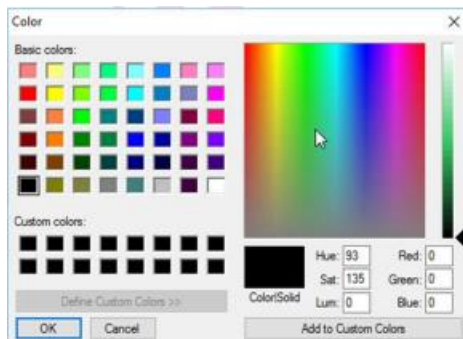 Color
Basic colors:
Custom colors:
Define Custom Colors >>
OK Cancel
Color|Solid
Hue: 93 Red: 0
Sat: 135 Green: 0
Lum: 0 Blue: 0
Add to Custom Colors